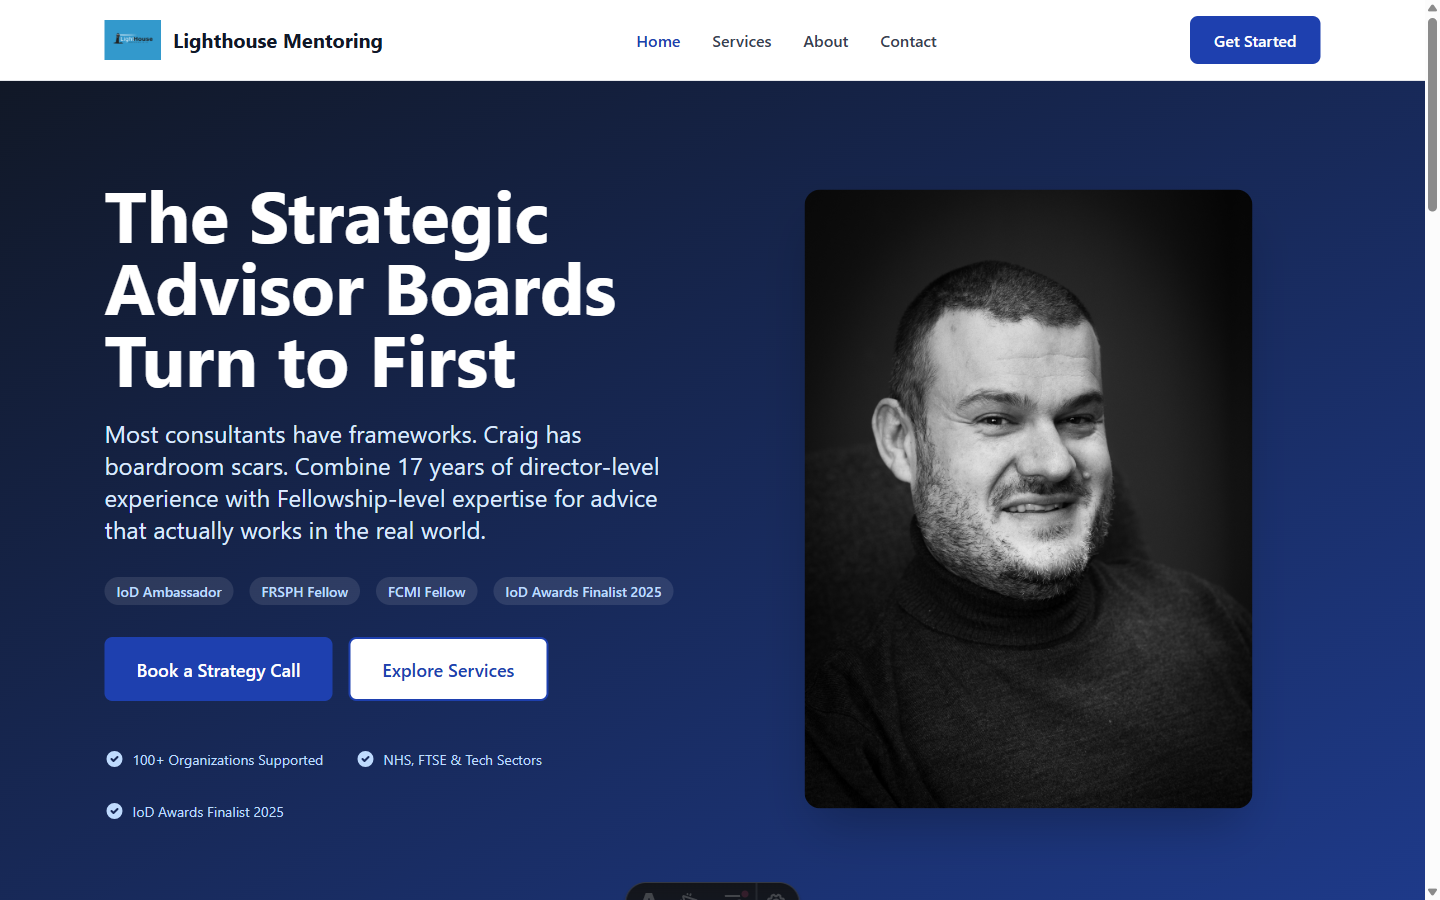 LightHouse
Lighthouse Mentoring
Home
Services
About
Contact
Get Started
The Strategic
Advisor Boards
Turn to First
Most consultants have frameworks. Craig has
boardroom scars. Combine 17 years of director-level
experience with Fellowship-level expertise for advice
that actually works in the real world.
IoD Ambassador
FRSPH Fellow
FCMI Fellow
IoD Awards Finalist 2025
Book a Strategy Call
Explore Services
100+ Organizations Supported
NHS, FTSE & Tech Sectors
IoD Awards Finalist 2025